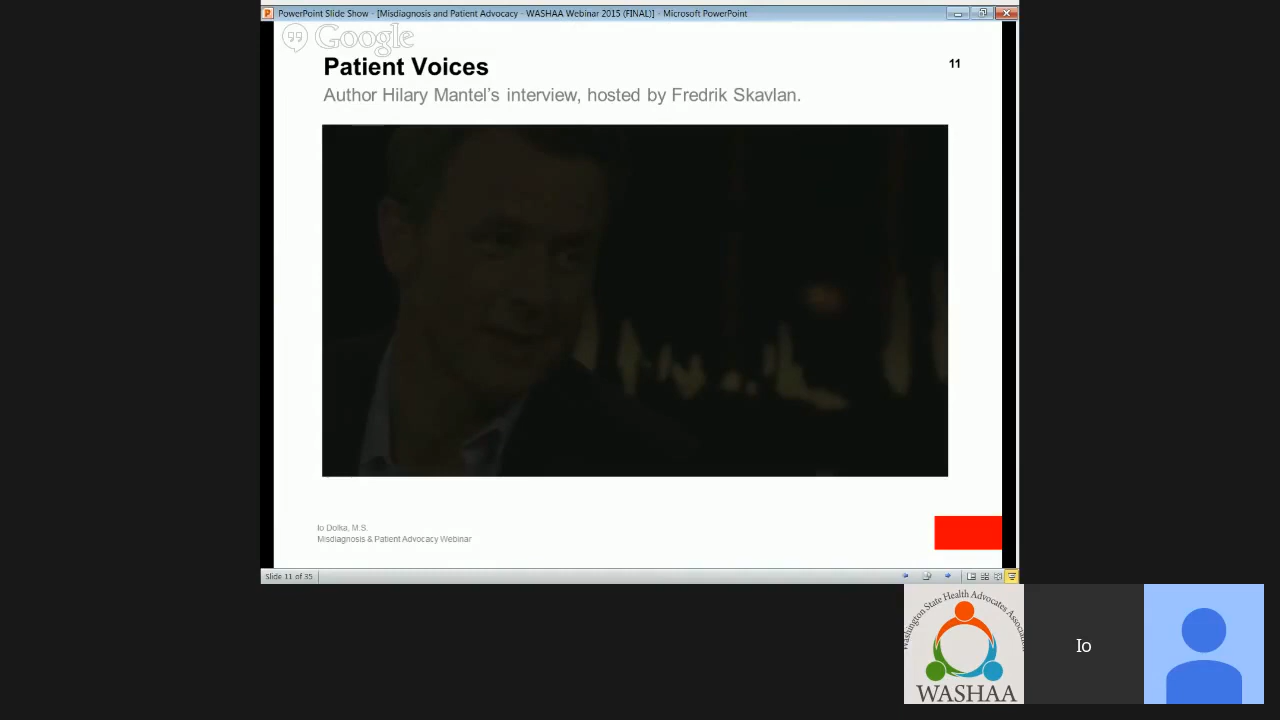 PowerPoint Slide Show - [Misdiagnosis and Patient Advocacy - WASHAA Webinar 2015 (FINAL)] - Microsoft PowerPoint
Google
Patient Voices
11
Author Hilary Mantel's interview, hosted by Fredrik Skavlan.
Io Dolka, M.S.
Misdiagnosis & Patient Advocacy Webinar
Slide 11 of 35
Washington State Health Advocates Association
WASHAA
Io